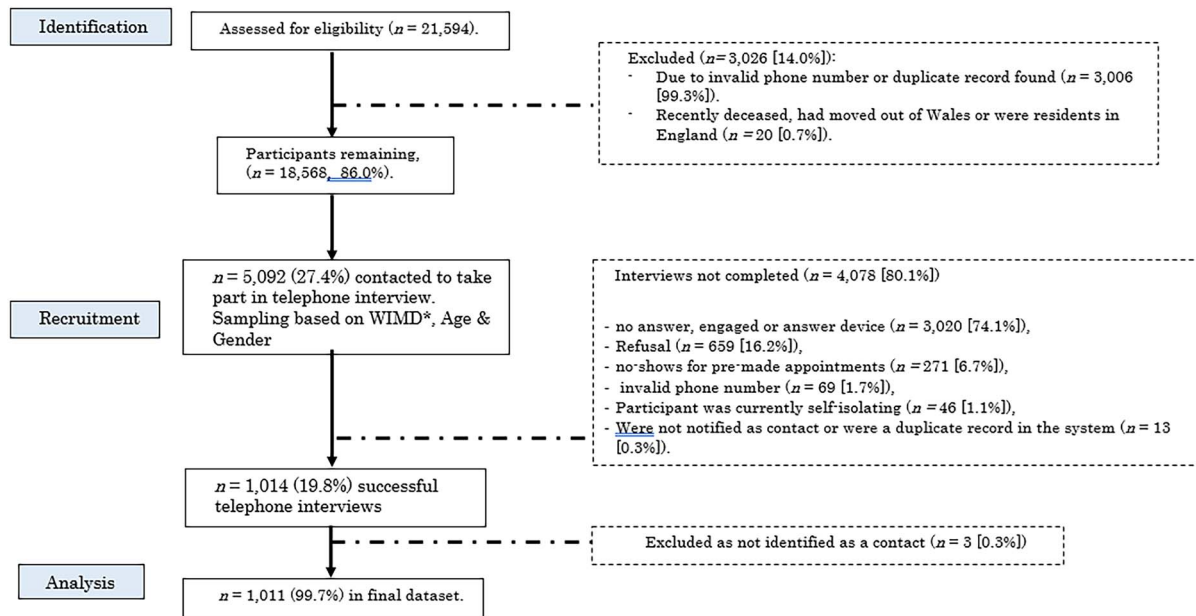 Identification
Assessed for eligibility (n = 21,594).
Excluded (n=3,026 [14.0%]):
- Due to invalid phone number or duplicate record found (n = 3,006
[99.3%]).
- Recently deceased, had moved out of Wales or were residents in
England (n =20 [0.7%]).
Participants remaining,
(n = 18,568, 86.0%).
Recruitment
n = 5,092 (27.4%) contacted to take
part in telephone interview.
Sampling based on WIMD*, Age &
Gender
Interviews not completed (n = 4,078 [80.1%])
- no answer, engaged or answer device (n = 3,020 [74.1%]),
- Refusal (n = 659 [16.2%]),
- no-shows for pre-made appointments (n =271 [6.7%]),
- invalid phone number (n = 69 [1.7%]),
- Participant was currently self-isolating (n =46 [1.1%]),
- Were not notified as contact or were a duplicate record in the system (n = 13
[0.3%]).
n = 1,014 (19.8%) successful
telephone interviews
Excluded as not identified as a contact (n = 3 [0.3%])
Analysis
n = 1,011 (99.7%) in final dataset.